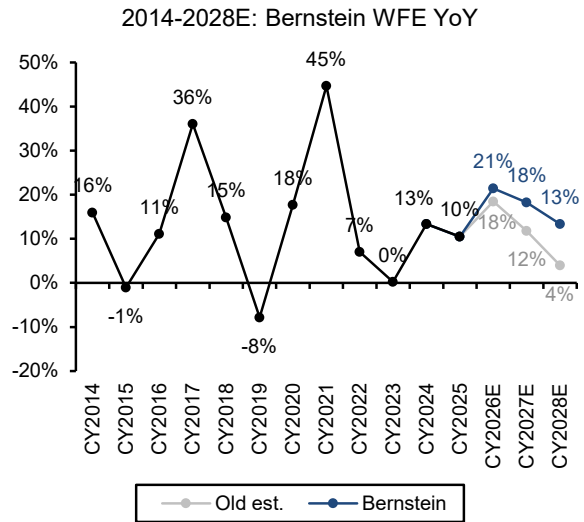 2014-2028E: Bernstein WFE YoY
50%
40%
30%
20%
10%
0%
-10%
-20%
16%
-1%
11%
36%
15%
-8%
18%
45%
7%
0%
13%
10%
21%
18%
13%
18%
12%
4%
CY2014
CY2015
CY2016
CY2017
CY2018
CY2019
CY2020
CY2021
CY2022
CY2023
CY2024
CY2025
CY2026E
CY2027E
CY2028E
Old est.
Bernstein